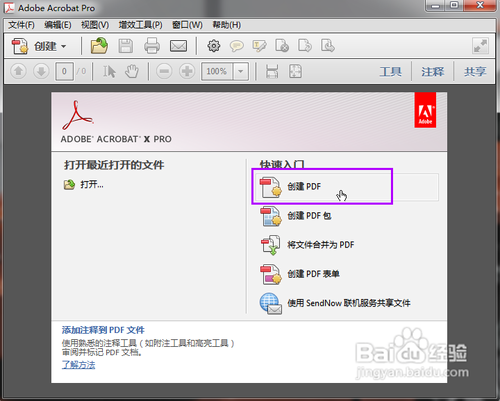 Adobe Acrobat Pro
文件(F) 编辑(E) 视图(V) 增效工具(P) 窗口(W) 帮助(H)
创建
0 / 0 100% 工具 注释 共享
Adobe
ADOBE® ACROBAT® X PRO
打开最近打开的文件
打开...
快速入门
创建 PDF
创建 PDF 包
将文件合并为 PDF
创建 PDF 表单
使用 SendNow 联机服务共享文件
添加注释到 PDF 文件
使用熟悉的注释工具（如附注工具和高亮工具）
审阅并标记 PDF 文档。
了解方法
Baidu 经验
jingyan.baidu.com